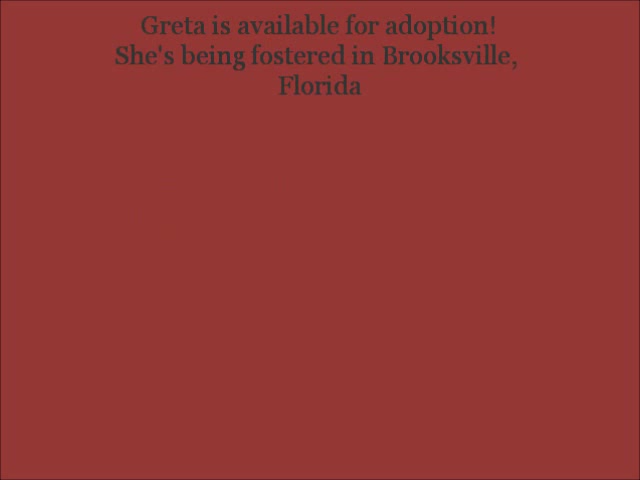 Greta is available for adoption!
She's being fostered in Brooksville,
Florida